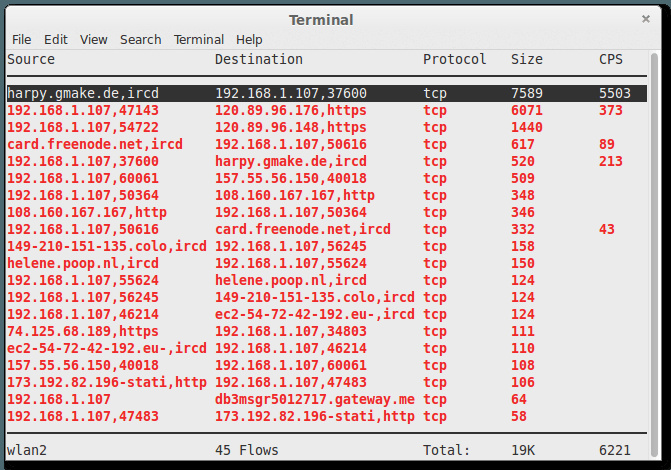 Terminal ×
File Edit View Search Terminal Help
Source Destination Protocol Size CPS
harpy.gmake.de,ircd 192.168.1.107,37600 tcp 7589 5503
192.168.1.107,47143 120.89.96.176,https tcp 6071 373
192.168.1.107,54722 120.89.96.148,https tcp 1440
card.freenode.net,ircd 192.168.1.107,50616 tcp 617 89
192.168.1.107,37600 harpy.gmake.de,ircd tcp 520 213
192.168.1.107,60061 157.55.56.150,40018 tcp 509
192.168.1.107,50364 108.160.167.167,http tcp 348
108.160.167.167,http 192.168.1.107,50364 tcp 346
192.168.1.107,50616 card.freenode.net,ircd tcp 332 43
149-210-151-135.colo,ircd 192.168.1.107,56245 tcp 158
helene.poop.nl,ircd 192.168.1.107,55624 tcp 150
192.168.1.107,55624 helene.poop.nl,ircd tcp 124
192.168.1.107,56245 149-210-151-135.colo,ircd tcp 124
192.168.1.107,46214 ec2-54-72-42-192.eu-,ircd tcp 124
74.125.68.189,https 192.168.1.107,34803 tcp 111
ec2-54-72-42-192.eu-,ircd 192.168.1.107,46214 tcp 110
157.55.56.150,40018 192.168.1.107,60061 tcp 108
173.192.82.196-stati,http 192.168.1.107,47483 tcp 106
192.168.1.107 db3msgr5012717.gateway.me tcp 64
192.168.1.107,47483 173.192.82.196-stati,http tcp 58
wlan2 45 Flows Total: 19K 6221